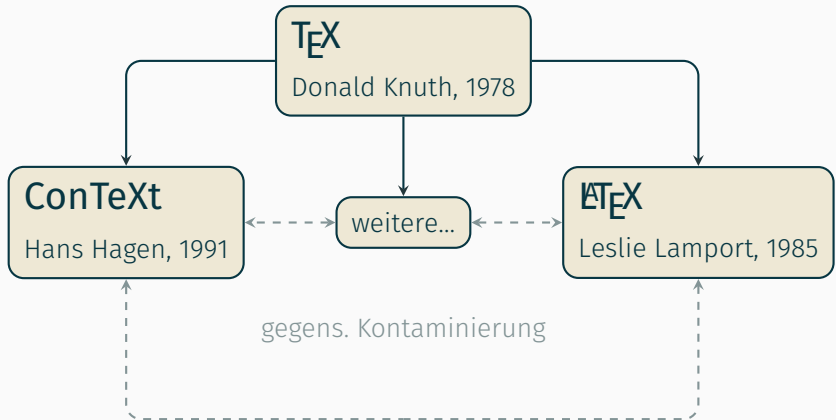 TEX
Donald Knuth, 1978
ConTeXt
Hans Hagen, 1991
weitere...
LATEX
Leslie Lamport, 1985
gegens. Kontaminierung